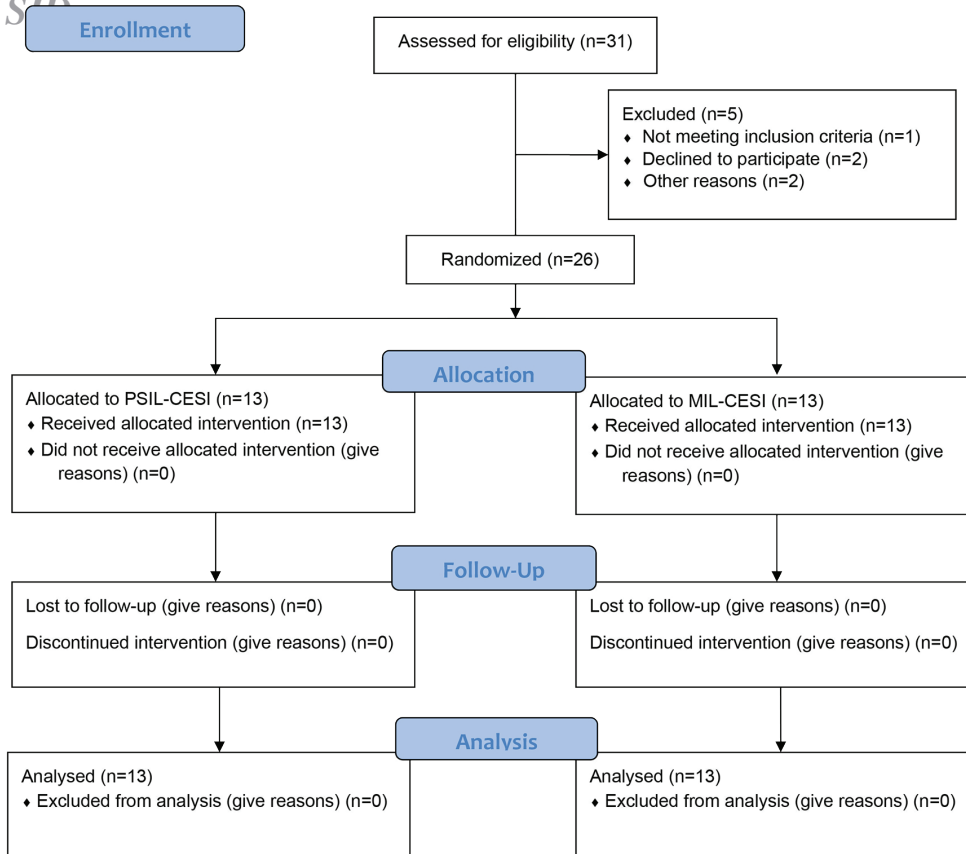 Enrollment
Assessed for eligibility (n=31)
Excluded (n=5)
♦ Not meeting inclusion criteria (n=1)
♦ Declined to participate (n=2)
♦ Other reasons (n=2)
Randomized (n=26)
Allocation
Allocated to PSIL-CESI (n=13)
♦ Received allocated intervention (n=13)
♦ Did not receive allocated intervention (give
reasons) (n=0)
Allocated to MIL-CESI (n=13)
♦ Received allocated intervention (n=13)
♦ Did not receive allocated intervention (give
reasons) (n=0)
Follow-Up
Lost to follow-up (give reasons) (n=0)
Discontinued intervention (give reasons) (n=0)
Lost to follow-up (give reasons) (n=0)
Discontinued intervention (give reasons) (n=0)
Analysis
Analysed (n=13)
♦ Excluded from analysis (give reasons) (n=0)
Analysed (n=13)
♦ Excluded from analysis (give reasons) (n=0)